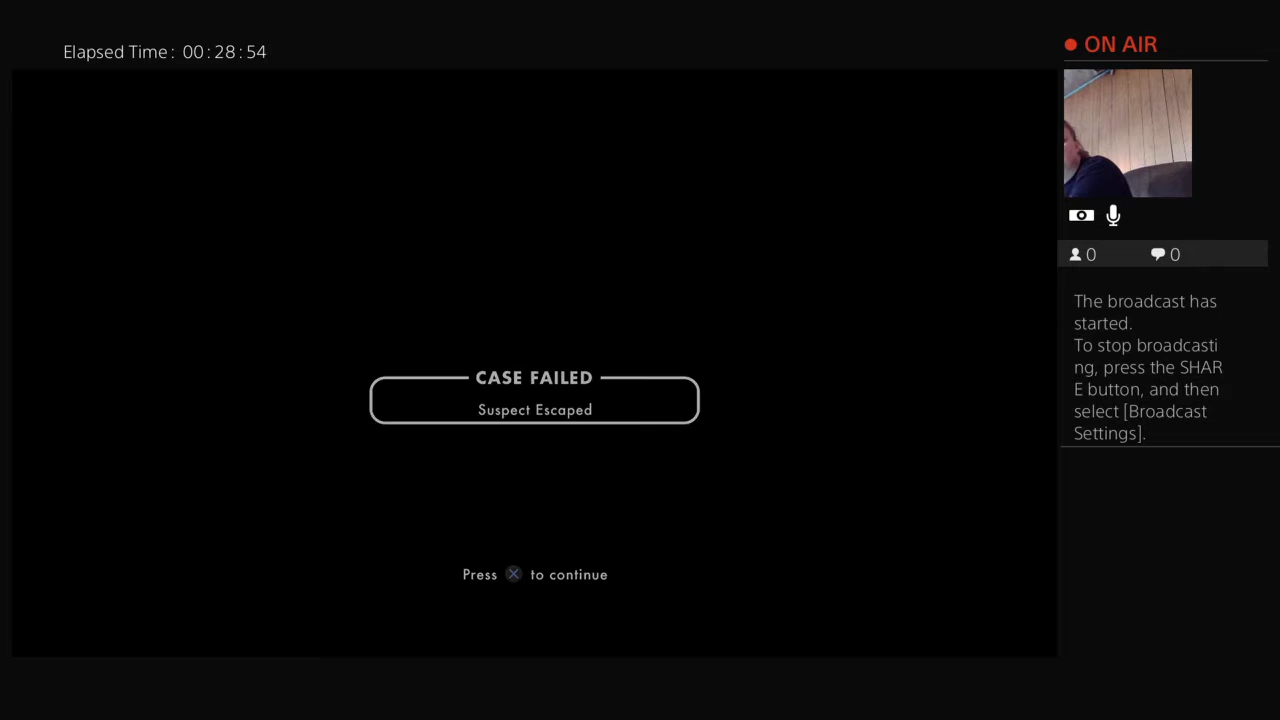 Elapsed Time: 00:28:54
ON AIR
0 0
The broadcast has
started.
To stop broadcasti
ng, press the SHAR
E button, and then
select [Broadcast
Settings].
CASE FAILED
Suspect Escaped
Press to continue